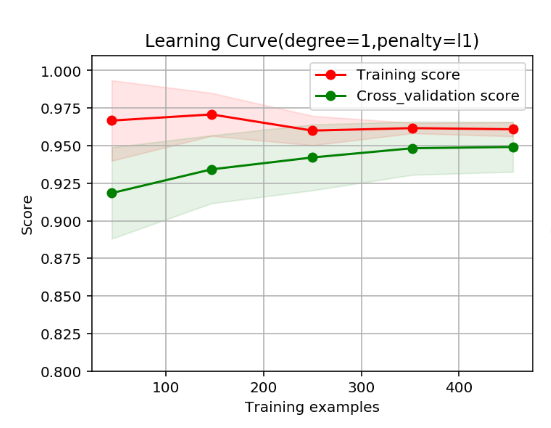 Learning Curve(degree=1,penalty=l1)
1.000
0.975
0.950
0.925
0.900
0.875
0.850
0.825
0.800
Score
Training score
Cross_validation score
100
200
300
400
Training examples